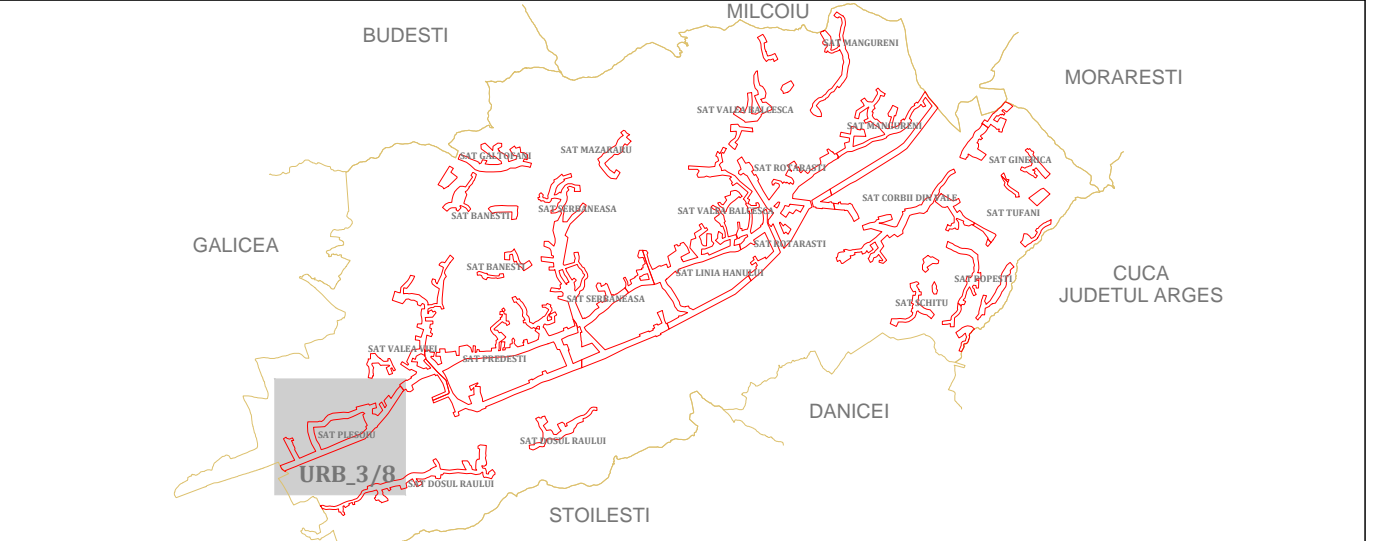 MILCOIU
BUDESTI
SAT MANGURENI
MORARESTI
SAT VALEA BALCESCA
SAT MANGURENI
SAT GALTOFANI
SAT MAZARARU
SAT ROTARASTI
SAT GINERICA
SAT CORBII DIN VALE
SAT BANESTI
SAT SERBANEASA
SAT VALEA BALCESCA
SAT TUFANI
GALICEA
SAT ROTARASTI
SAT BANESTI
SAT LINIA HANULUI
CUCA
JUDETUL ARGES
SAT POPESTI
SAT SERBANEASA
SAT SCHITU
SAT VALEA VIEI
SAT PREDESTI
DANICEI
SAT PLESOIU
SAT DOSUL RAULUI
URB_3/8
SAT DOSUL RAULUI
STOILESTI